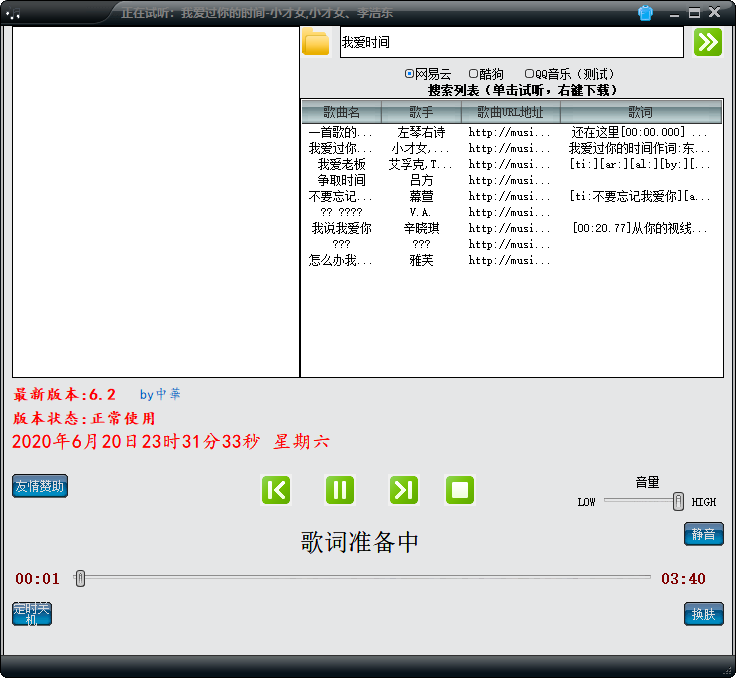 正在试听：我爱过你的时间-小才女,小才女、李浩东
我爱时间
网易云 酷狗 QQ音乐（测试）
搜索列表（单击试听，右键下载）
歌曲名 歌手 歌曲URL地址 歌词
一首歌的... 左琴右诗 http://musi... 还在这里[00:00.000] ...
我爱过你... 小才女,... http://musi... 我爱过你的时间作词:东...
我爱老板 艾孚克,T... http://musi... [ti:][ar:][al:][by:][...
争取时间 吕方 http://musi...
不要忘记... 幕萱 http://musi... [ti:不要忘记我爱你][a...
?? ???? V.A. http://musi...
我说我爱你 辛晓琪 http://musi... [00:20.77]从你的视线...
??? ??? http://musi...
怎么办我... 雅芙 http://musi...
最新版本:6.2 by中華
版本状态:正常使用
2020年6月20日23时31分33秒 星期六
友情赞助
音量
LOW HIGH
静音
歌词准备中
00:01 03:40
定时关
机
换肤